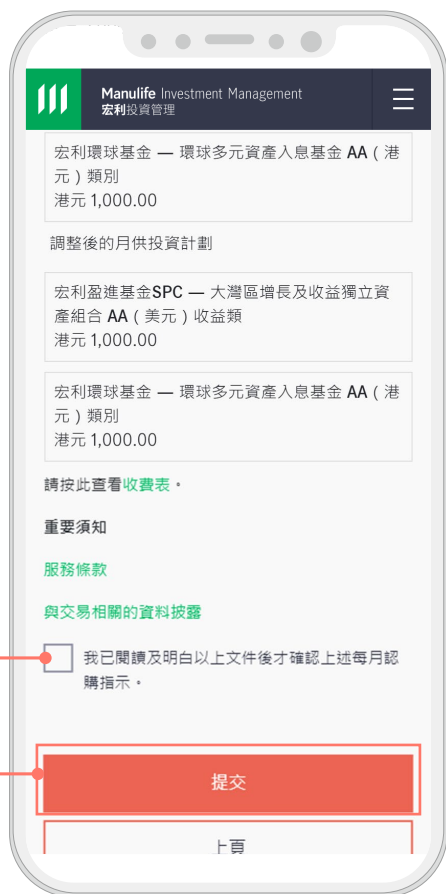 Manulife Investment Management
宏利投資管理
宏利環球基金 — 環球多元資產入息基金 AA ( 港
元 ) 類別
港元 1,000.00
調整後的月供投資計劃
宏利盈進基金SPC — 大灣區增長及收益獨立資
產組合 AA ( 美元 ) 收益類
港元 1,000.00
宏利環球基金 — 環球多元資產入息基金 AA ( 港
元 ) 類別
港元 1,000.00
請按此查看收費表。
重要須知
服務條款
與交易相關的資料披露
我已閱讀及明白以上文件後才確認上述每月認
購指示。
提交
上頁